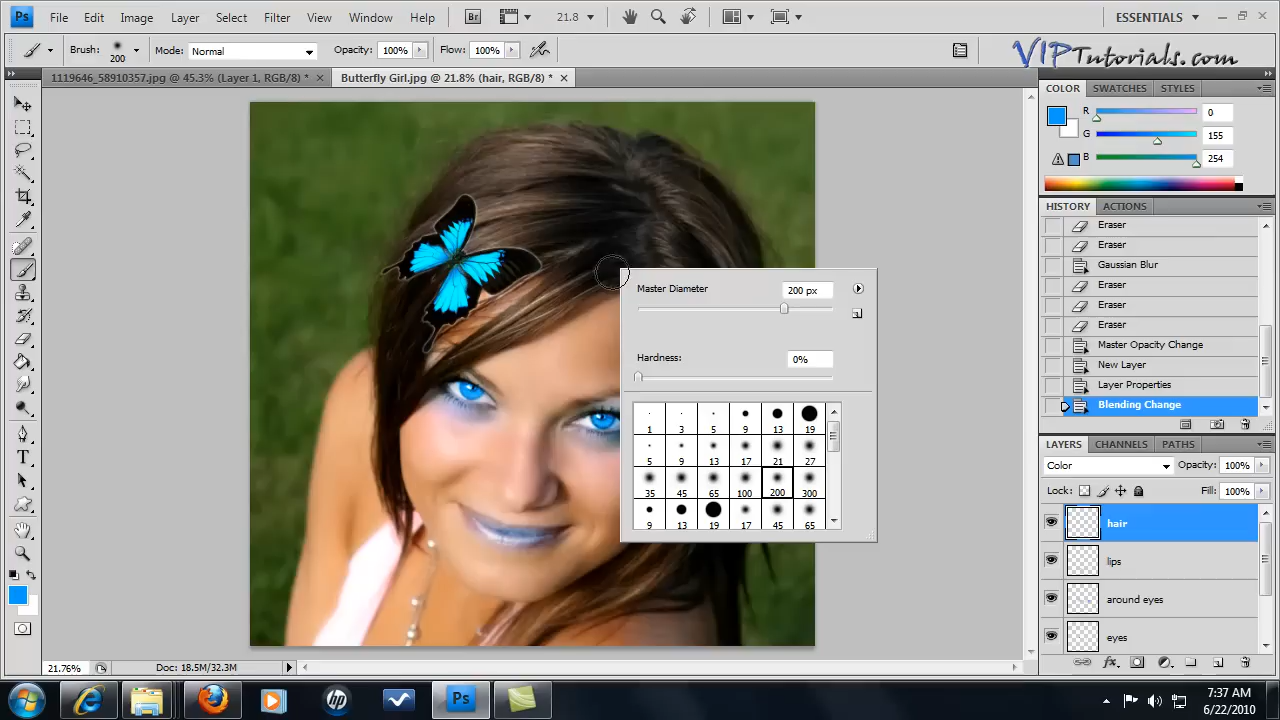 Ps File Edit Image Layer Select Filter View Window Help Br 21.8 ESSENTIALS
Brush: 200 Mode: Normal Opacity: 100% Flow: 100%
VIPTutorials.com
1119646_58910357.jpg @ 45.3% (Layer 1, RGB/8) * Butterfly Girl.jpg @ 21.8% (hair, RGB/8) *
COLOR SWATCHES STYLES
R 0
G 155
B 254
HISTORY ACTIONS
Eraser
Eraser
Gaussian Blur
Eraser
Eraser
Eraser
Master Opacity Change
New Layer
Layer Properties
Blending Change
LAYERS CHANNELS PATHS
Color Opacity: 100%
Lock: Fill: 100%
hair
lips
around eyes
eyes
Master Diameter 200 px
Hardness: 0%
1 3 5 9 13 19
5 9 13 17 21 27
35 45 65 100 200 300
9 13 19 17 45 65
21.76% Doc: 18.5M/32.3M
hp Ps
7:37 AM
6/22/2010